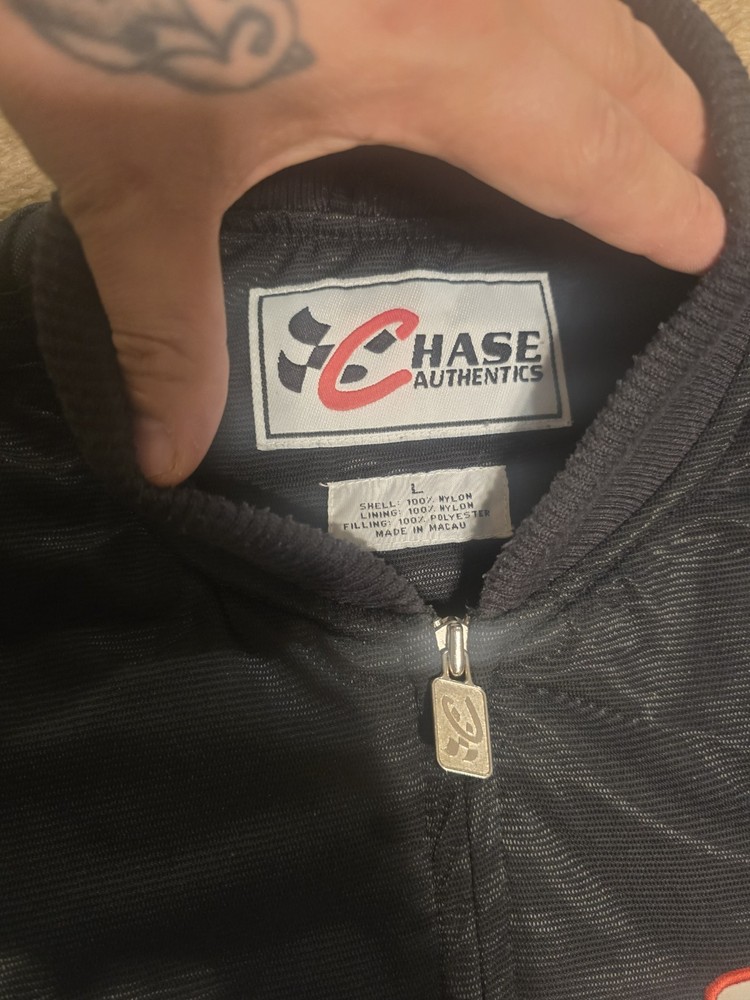 CHASE
AUTHENTICS
L
SHELL: 100% NYLON
LINING: 100% NYLON
FILLING: 100% POLYESTER
MADE IN MACAU